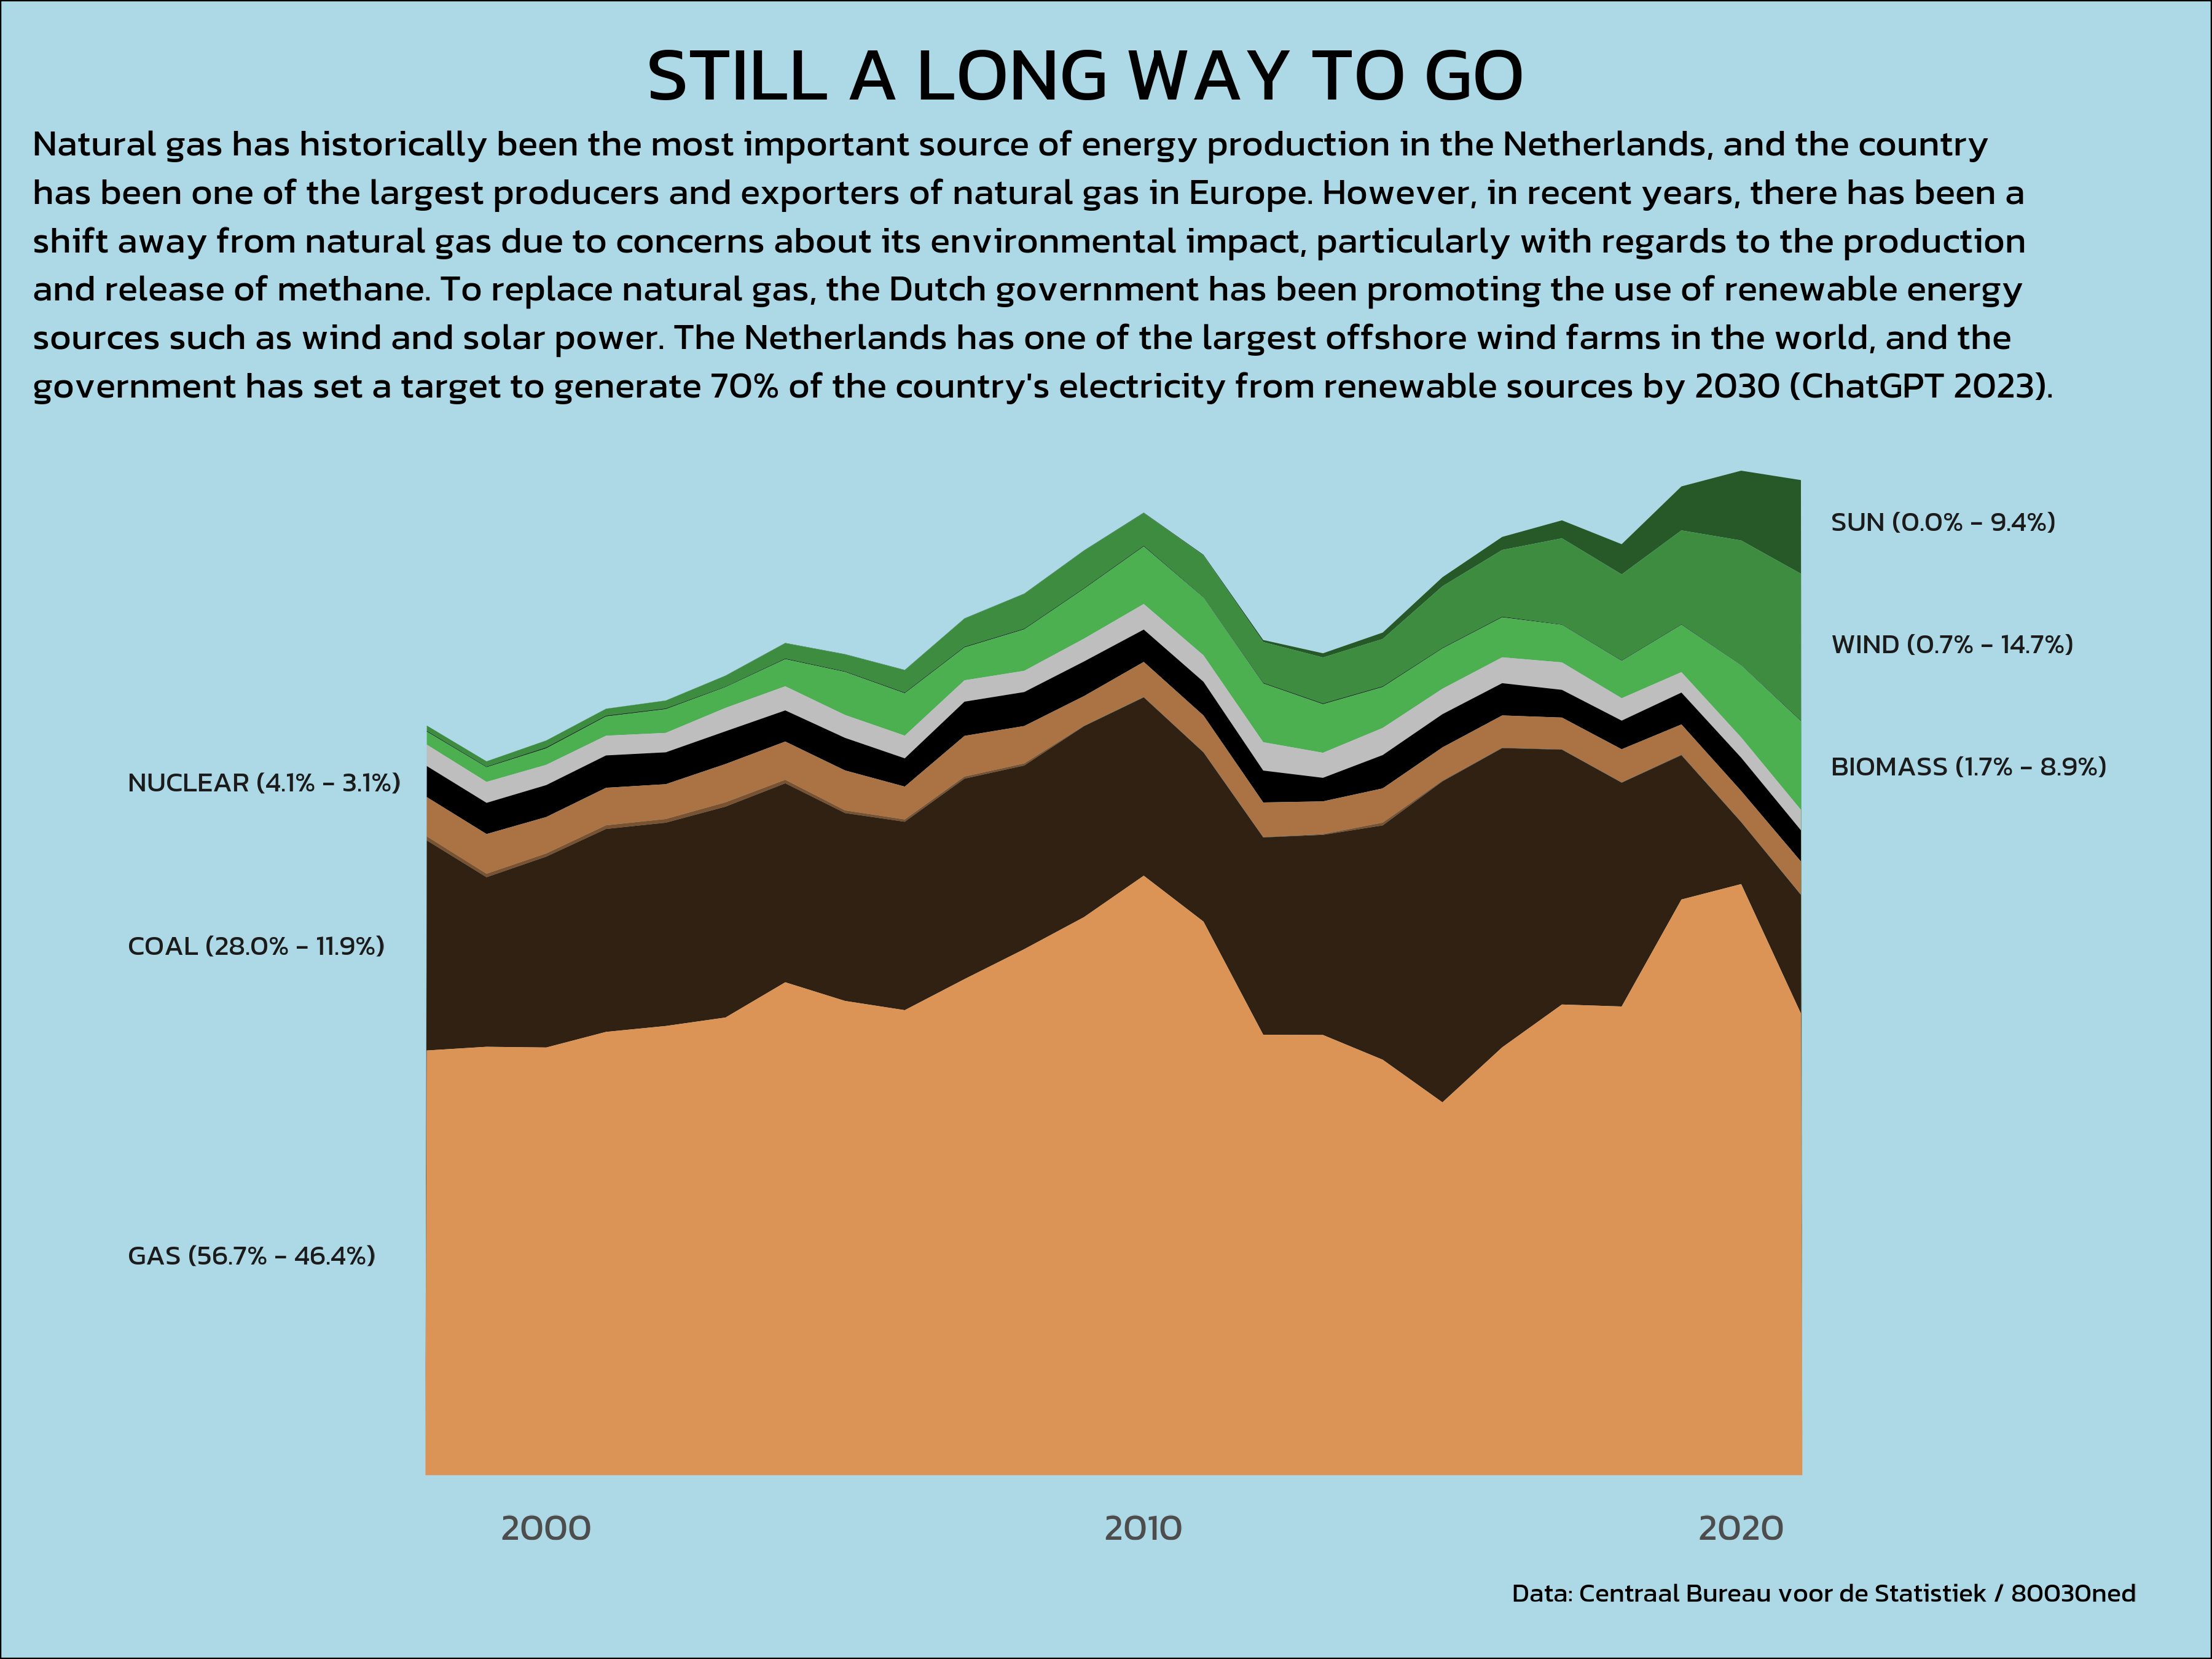 STILL A LONG WAY TO GO
Natural gas has historically been the most important source of energy production in the Netherlands, and the country
has been one of the largest producers and exporters of natural gas in Europe. However, in recent years, there has been a
shift away from natural gas due to concerns about its environmental impact, particularly with regards to the production
and release of methane. To replace natural gas, the Dutch government has been promoting the use of renewable energy
sources such as wind and solar power. The Netherlands has one of the largest offshore wind farms in the world, and the
government has set a target to generate 70% of the country's electricity from renewable sources by 2030 (ChatGPT 2023).
SUN (0.0% - 9.4%)
WIND (0.7% - 14.7%)
BIOMASS (1.7% - 8.9%)
NUCLEAR (4.1% - 3.1%)
COAL (28.0% - 11.9%)
GAS (56.7% - 46.4%)
2000
2010
2020
Data: Centraal Bureau voor de Statistiek / 80030ned